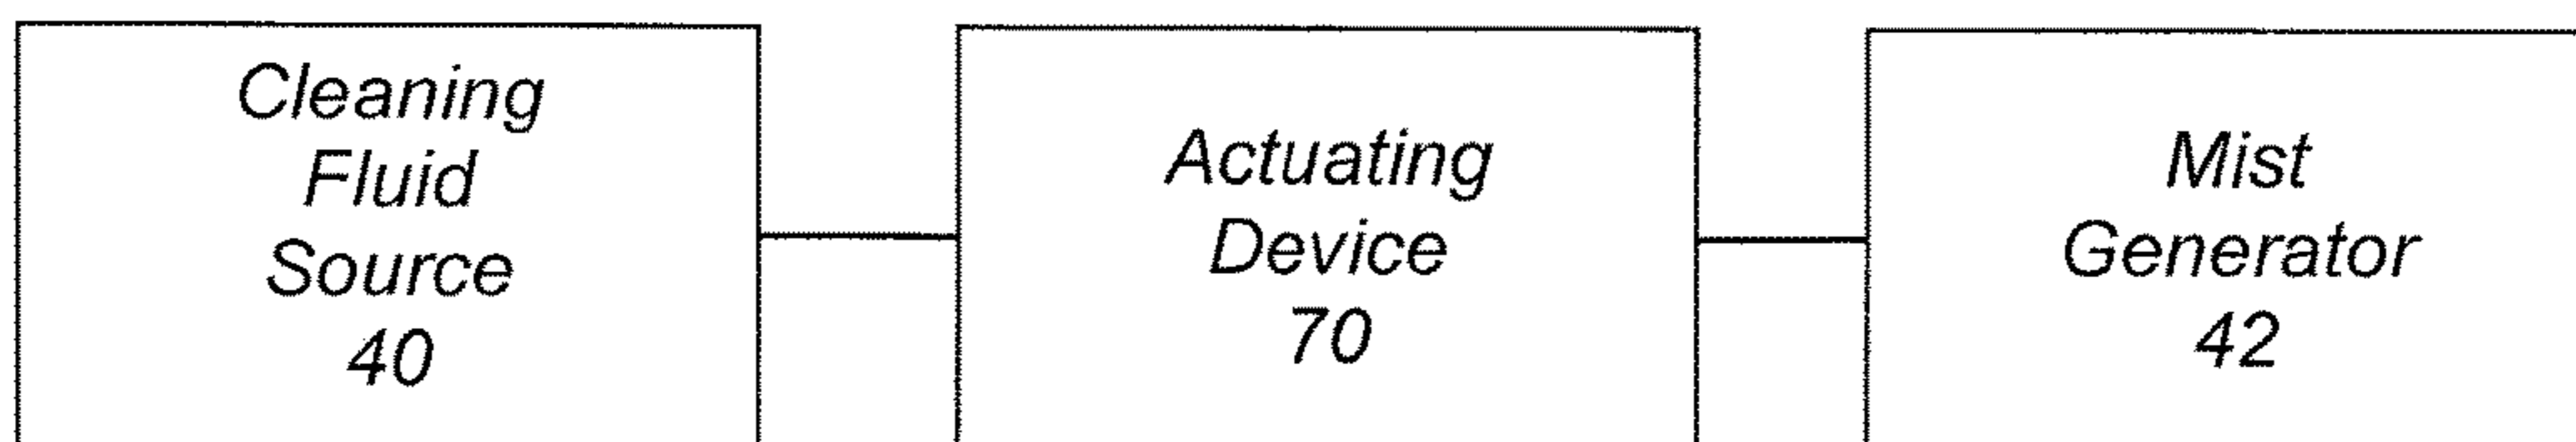 Cleaning
Fluid
Source
40
Actuating
Device
70
Mist
Generator
42